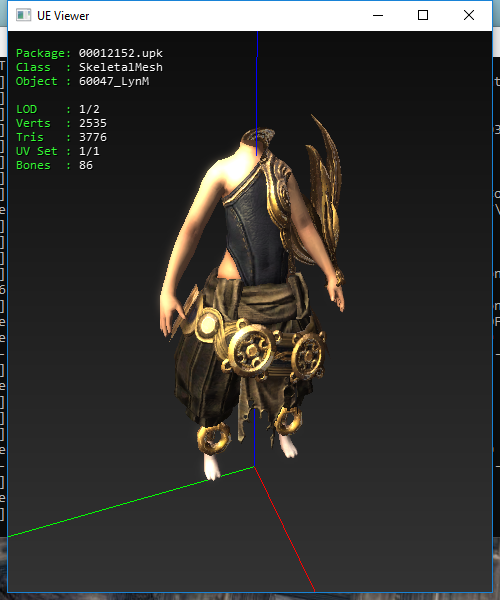 UE Viewer
Package: 00012152.upk
Class : SkeletalMesh
Object : 60047_LynM
LOD : 1/2
Verts : 2535
Tris : 3776
UV Set : 1/1
Bones : 86